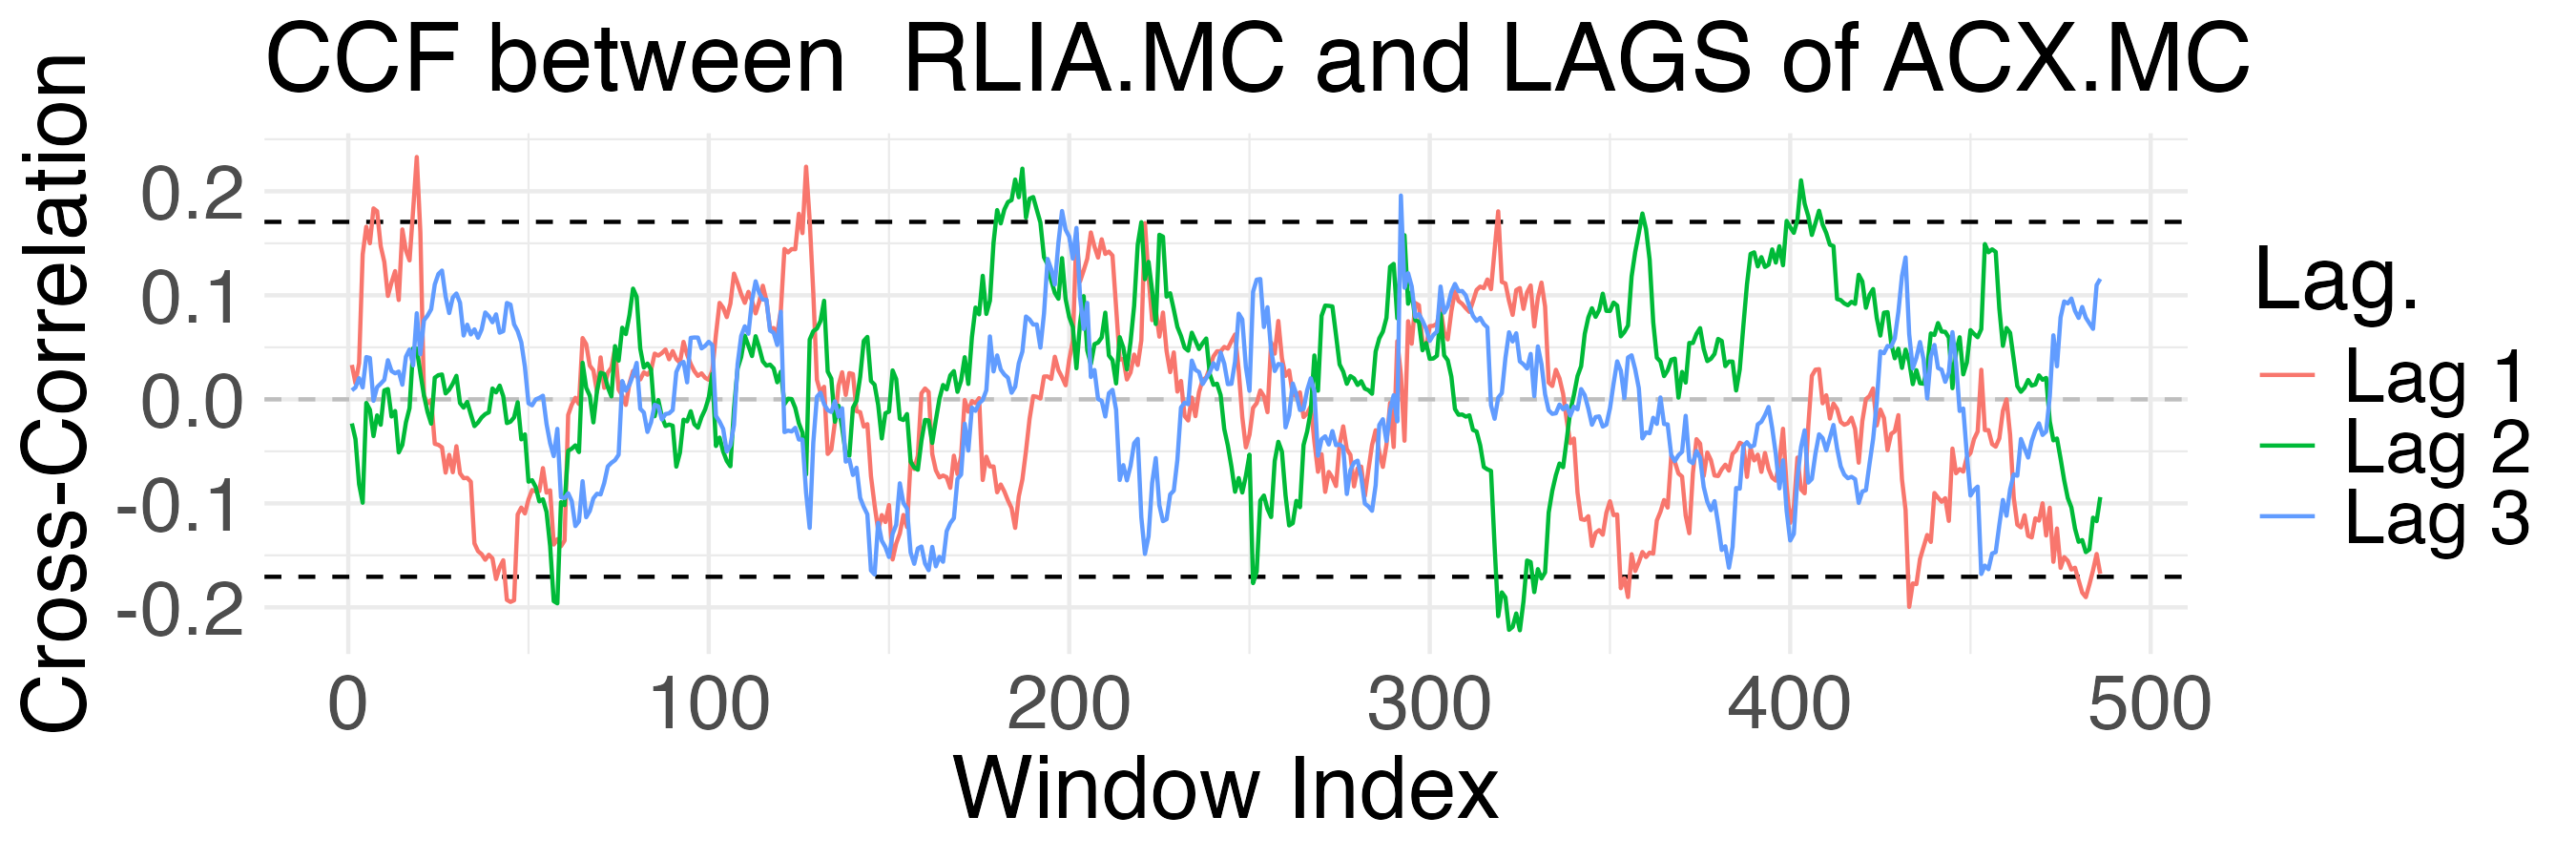 CCF between  RLIA.MC and LAGS of ACX.MC
Cross-Correlation
0.2
0.1
0.0
-0.1
-0.2
0 100 200 300 400 500
Window Index
Lag.
Lag 1
Lag 2
Lag 3